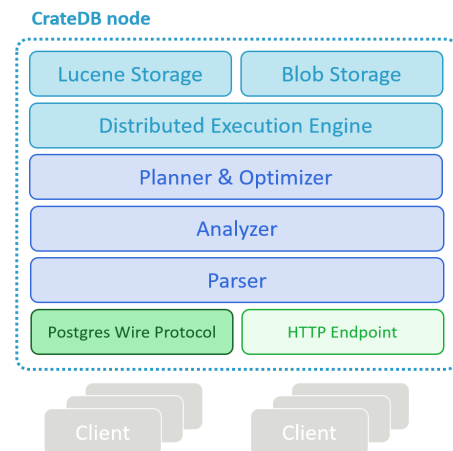 CrateDB node
Lucene Storage
Blob Storage
Distributed Execution Engine
Planner & Optimizer
Analyzer
Parser
Postgres Wire Protocol
HTTP Endpoint
Client
Client